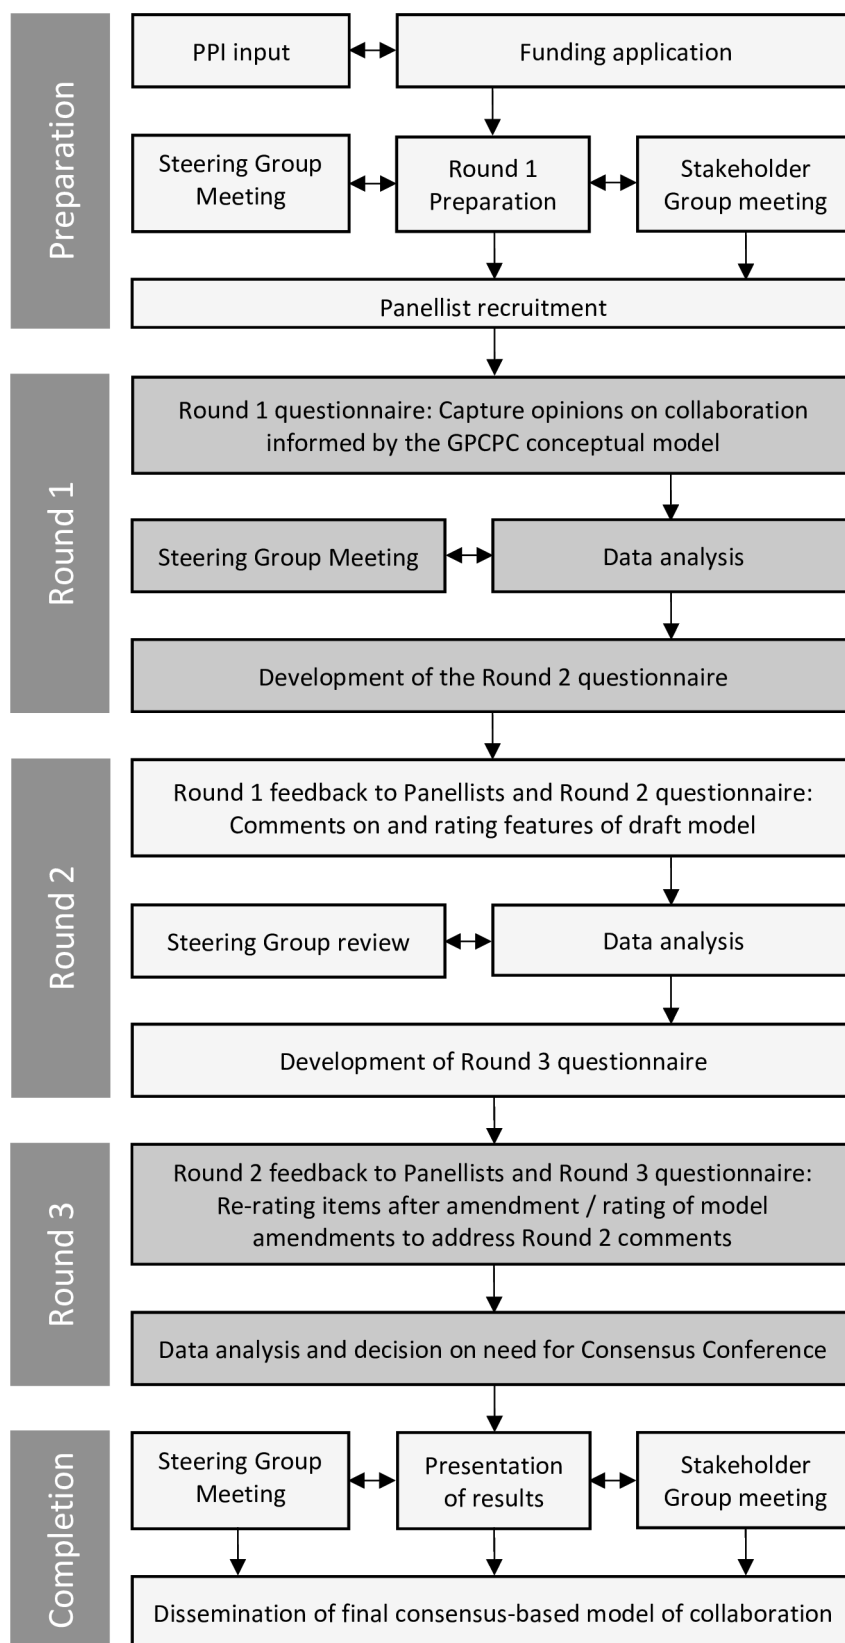 Preparation
PPI input
Funding application
Steering Group
Meeting
Round 1
Preparation
Stakeholder
Group meeting
Panellist recruitment
Round 1
Round 1 questionnaire: Capture opinions on collaboration
informed by the GPCPC conceptual model
Steering Group Meeting
Data analysis
Development of the Round 2 questionnaire
Round 2
Round 1 feedback to Panellists and Round 2 questionnaire:
Comments on and rating features of draft model
Steering Group review
Data analysis
Development of Round 3 questionnaire
Round 3
Round 2 feedback to Panellists and Round 3 questionnaire:
Re-rating items after amendment / rating of model
amendments to address Round 2 comments
Data analysis and decision on need for Consensus Conference
Completion
Steering Group
Meeting
Presentation
of results
Stakeholder
Group meeting
Dissemination of final consensus-based model of collaboration